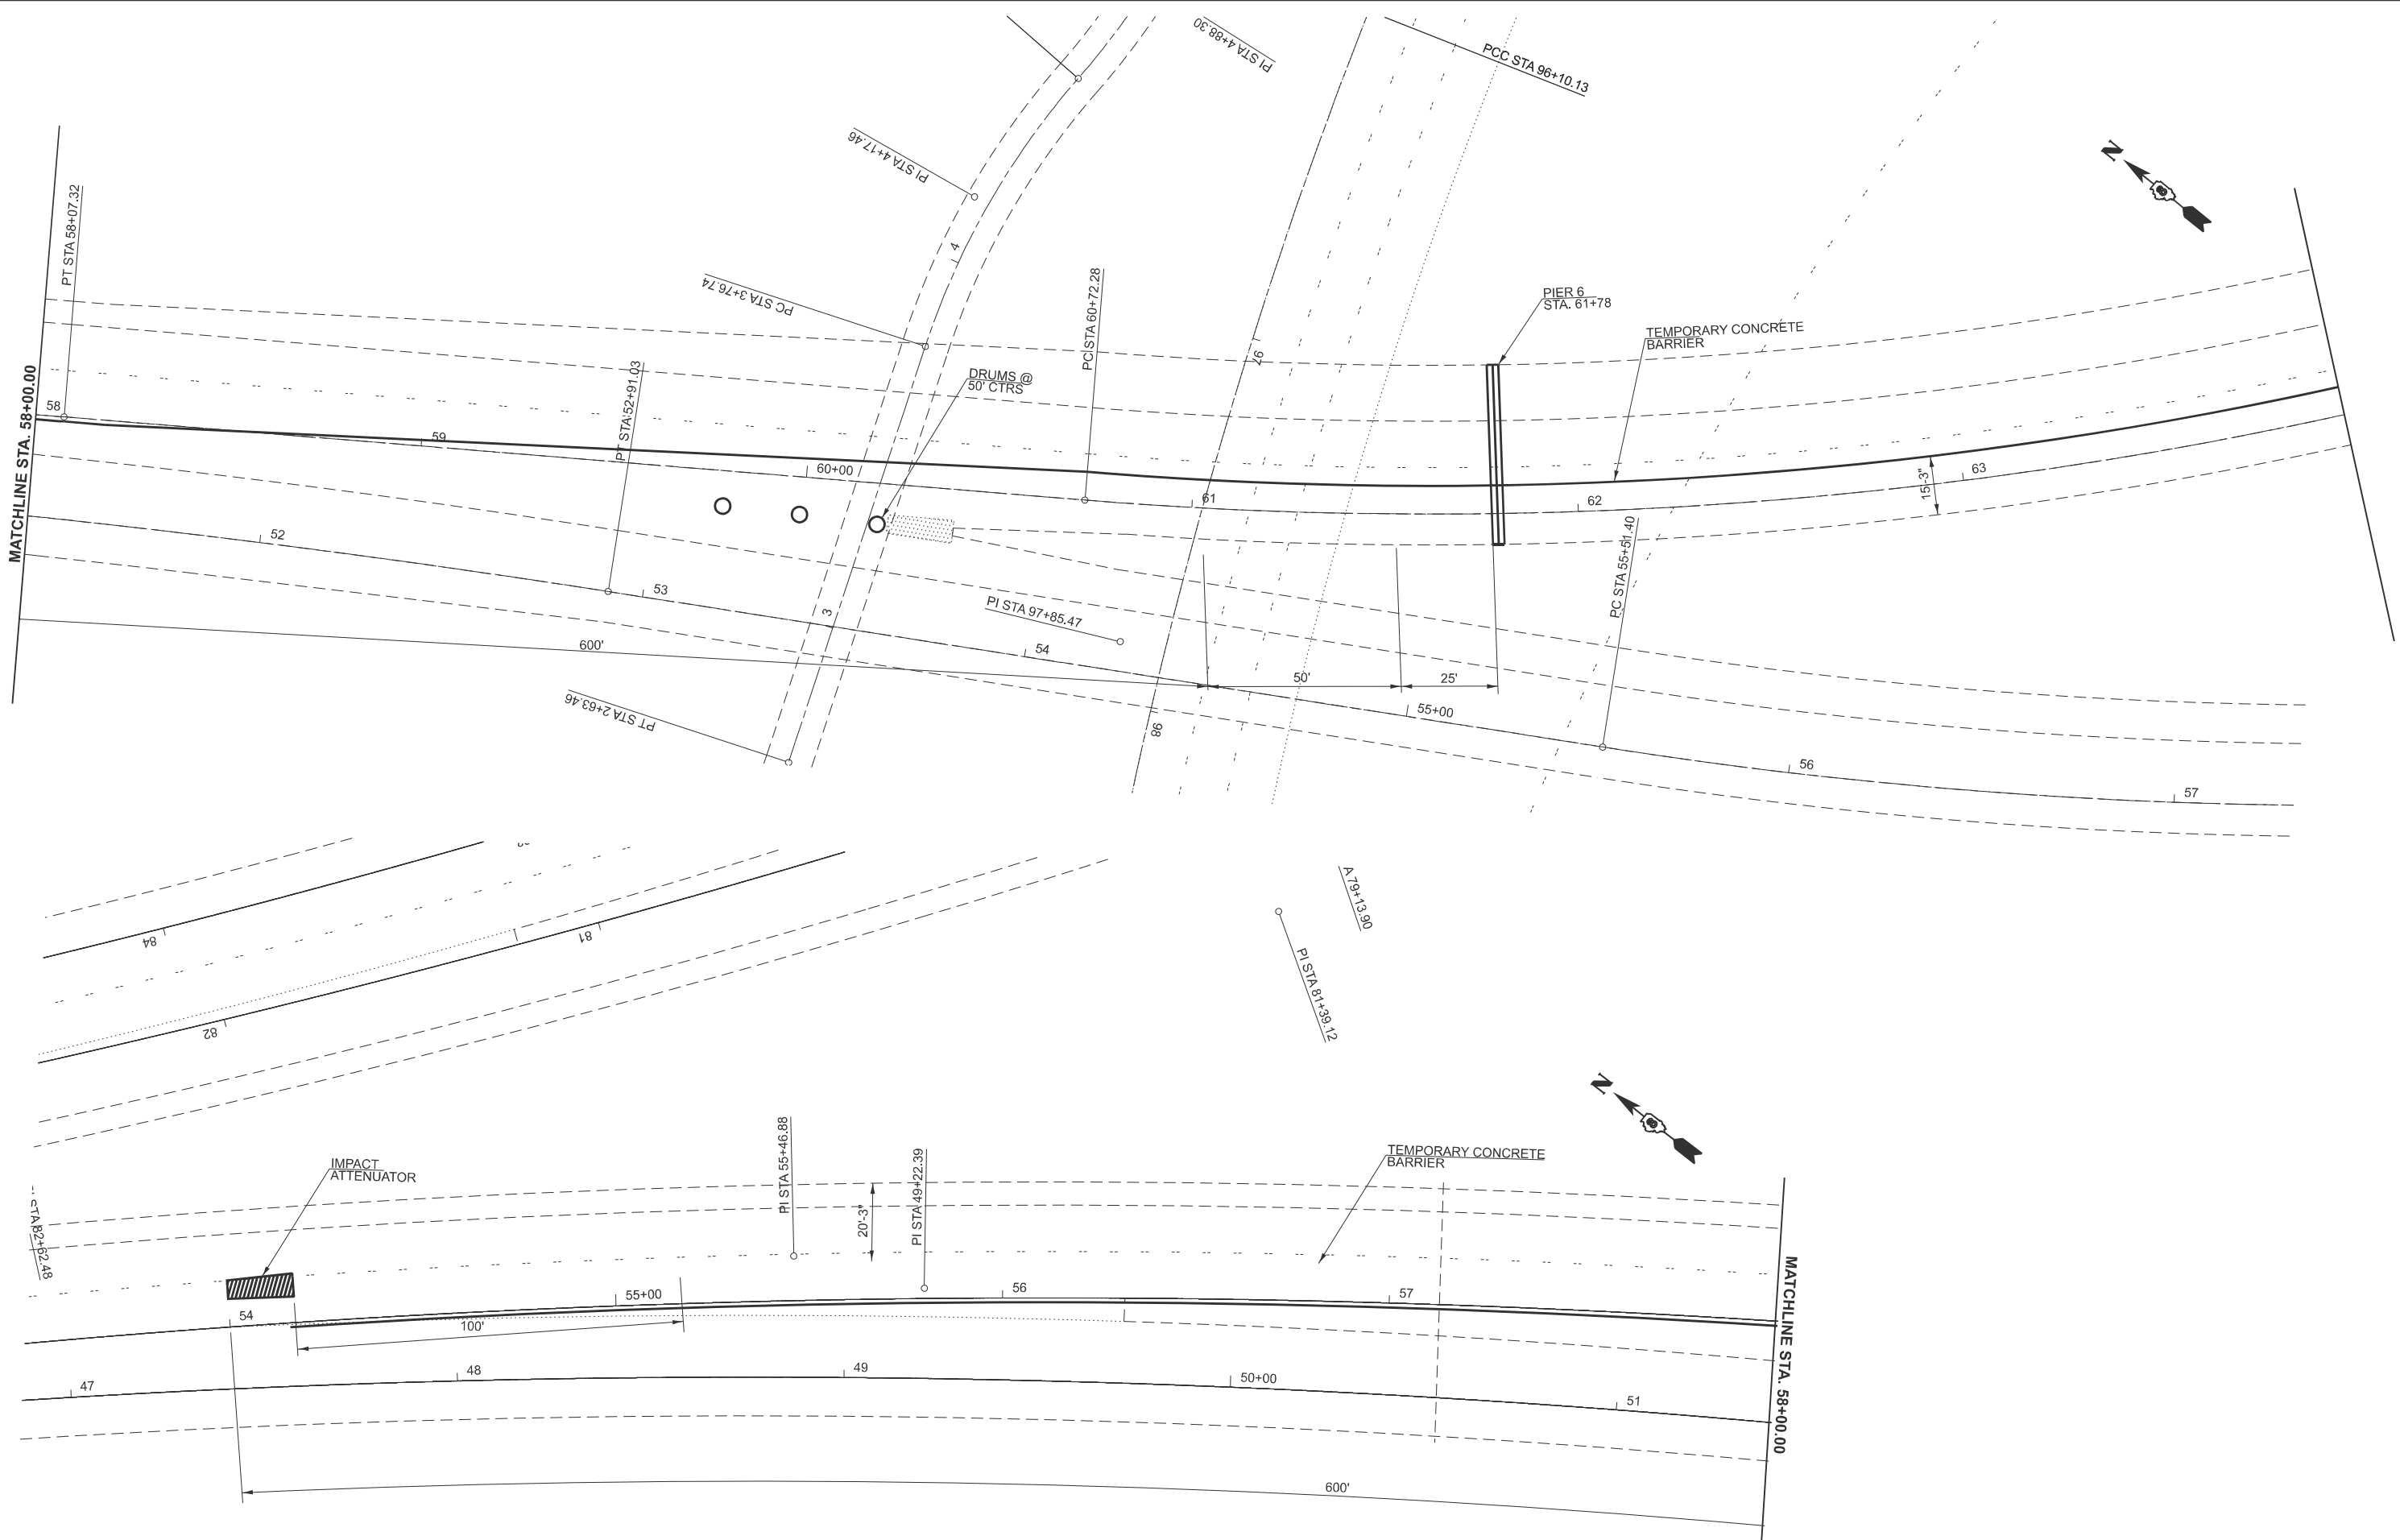 PI STA 4+88.30
PCC STA 96+10.13
PI STA 4+17.46
N
PT STA 58+07.32
4
PC STA 3+76.74
PC STA 60+72.28
97
PIER 6
STA. 61+78
TEMPORARY CONCRETE
BARRIER
MATCHLINE STA. 58+00.00
PT STA 52+91.03
DRUMS @
50' CTRS
58
59
60+00
61
62
63
15'-3"
52
53
3
PI STA 97+85.47
PC STA 55+51.40
600'
54
50'
25'
PT STA 2+63.46
98
55+00
56
57
84
81
82
A 79+13.90
PI STA 81+39.12
N
IMPACT
ATTENUATOR
STA 82+62.48
PI STA 55+46.88
20'-3"
PI STA 49+22.39
TEMPORARY CONCRETE
BARRIER
54
55+00
56
57
100'
47
48
49
50+00
51
MATCHLINE STA. 58+00.00
600'